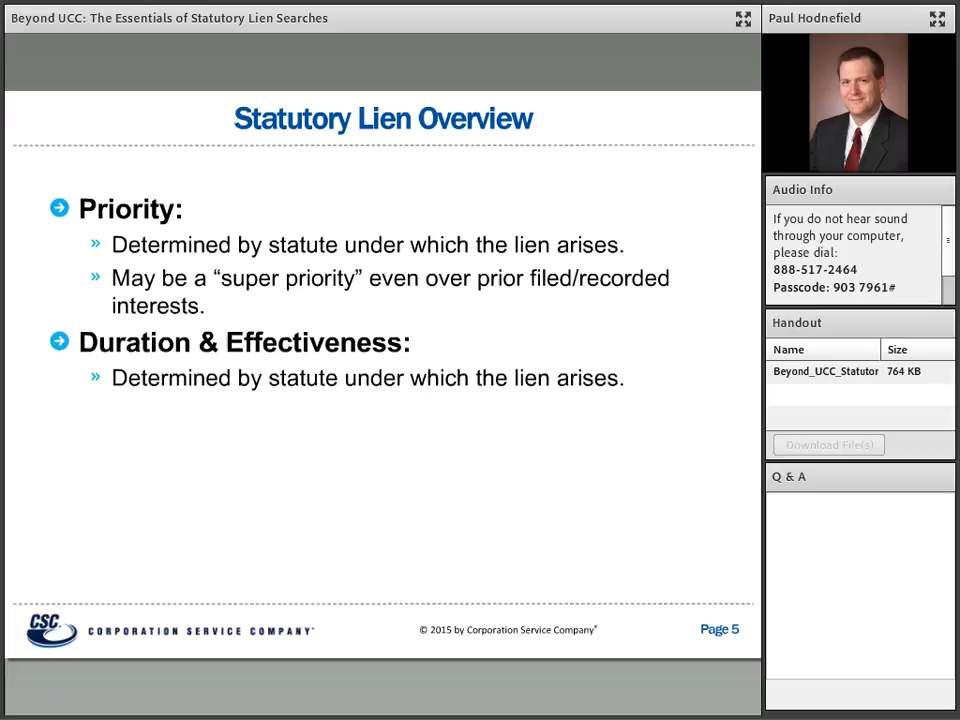 Beyond UCC: The Essentials of Statutory Lien Searches
Statutory Lien Overview
Priority:
» Determined by statute under which the lien arises.
» May be a “super priority” even over prior filed/recorded
interests.
Duration & Effectiveness:
» Determined by statute under which the lien arises.
CSC.
CORPORATION SERVICE COMPANY®
© 2015 by Corporation Service Company®
Page 5
Paul Hodnefield
Audio Info
If you do not hear sound
through your computer,
please dial:
888-517-2464
Passcode: 903 7961#
Handout
Name Size
Beyond_UCC_Statutor 764 KB
Download File(s)
Q & A